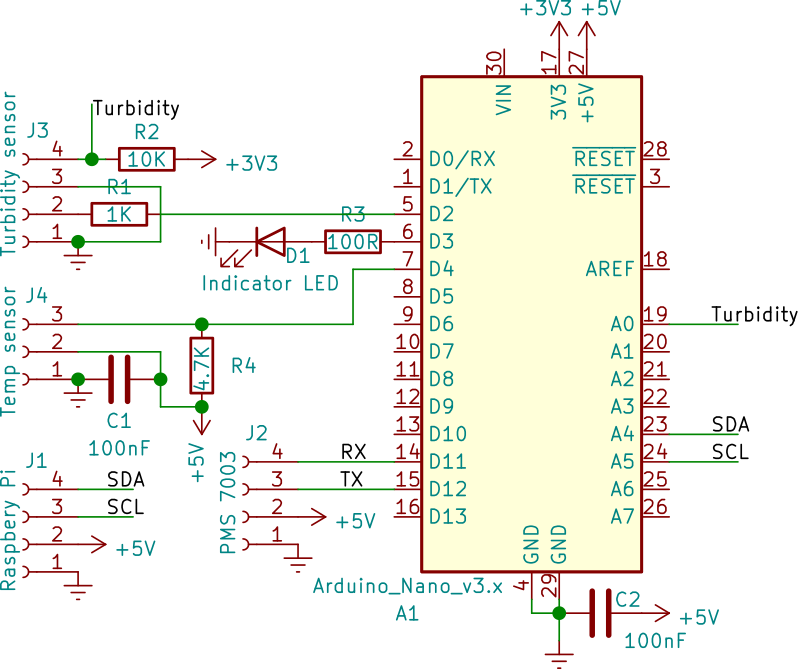 +3V3 +5V
30
17
27
VIN
3V3
+5V
Turbidity sensor
J3
Turbidity
4
R2
10K
+3V3
3
R1
2
1K
1
2 D0/RX
1 D1/TX
5 D2
R3
100R
6 D3
D1
Indicator LED
7 D4
8 D5
9 D6
10 D7
11 D8
12 D9
13 D10
14 D11
15 D12
16 D13
RESET 28
RESET 3
AREF 18
A0 19
Turbidity
A1 20
A2 21
A3 22
A4 23
SDA
A5 24
SCL
A6 25
A7 26
Temp sensor
J4
3
2
1
4.7K
R4
C1
100nF
+5V
Raspbery Pi
J1
4
SDA
3
SCL
2
+5V
1
PMS 7003
J2
4
RX
3
TX
2
+5V
1
GND
GND
4
29
Arduino_Nano_v3.x
A1
C2
100nF
+5V